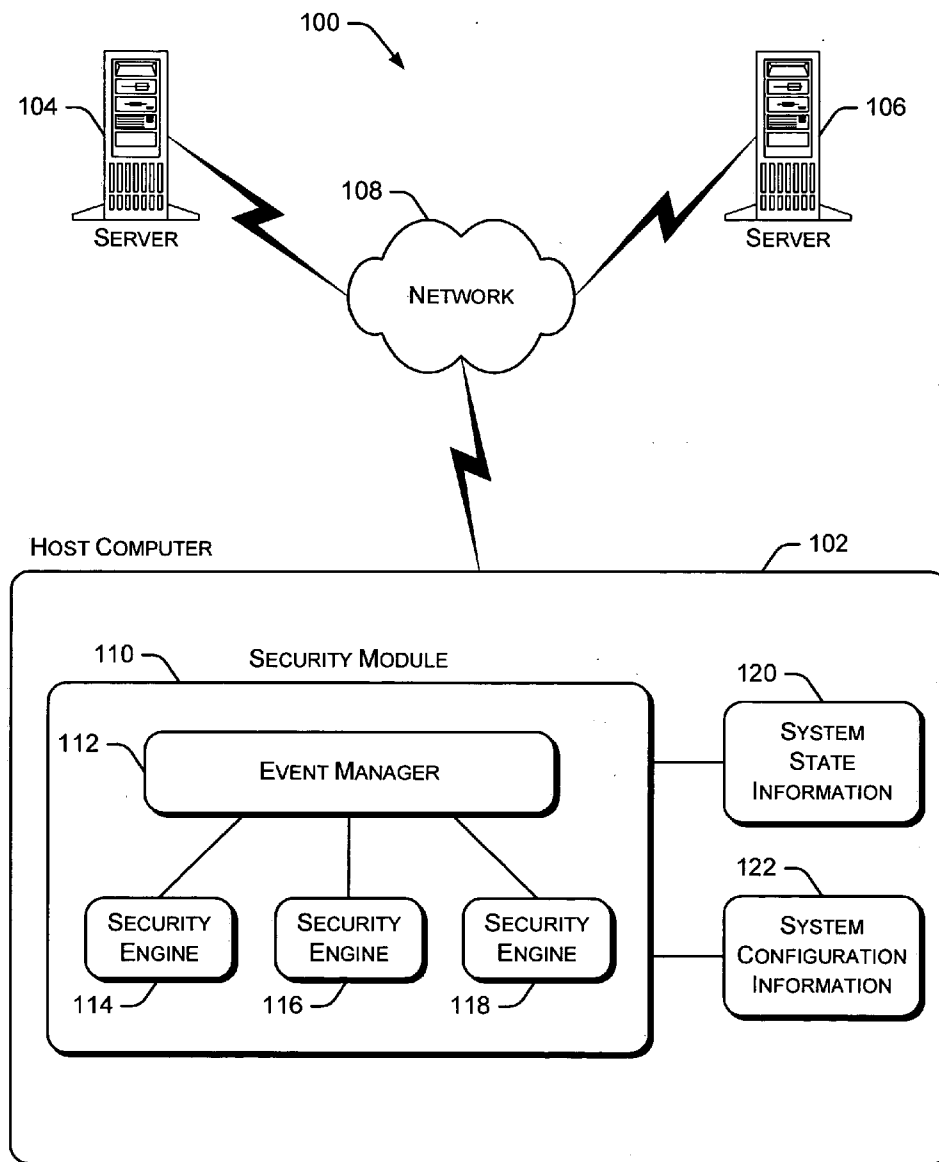 100
104
106
108
SERVER
SERVER
NETWORK
HOST COMPUTER
102
110
SECURITY MODULE
120
112
EVENT MANAGER
SYSTEM
STATE
INFORMATION
122
SECURITY
ENGINE
SECURITY
ENGINE
SECURITY
ENGINE
SYSTEM
CONFIGURATION
INFORMATION
114
116
118